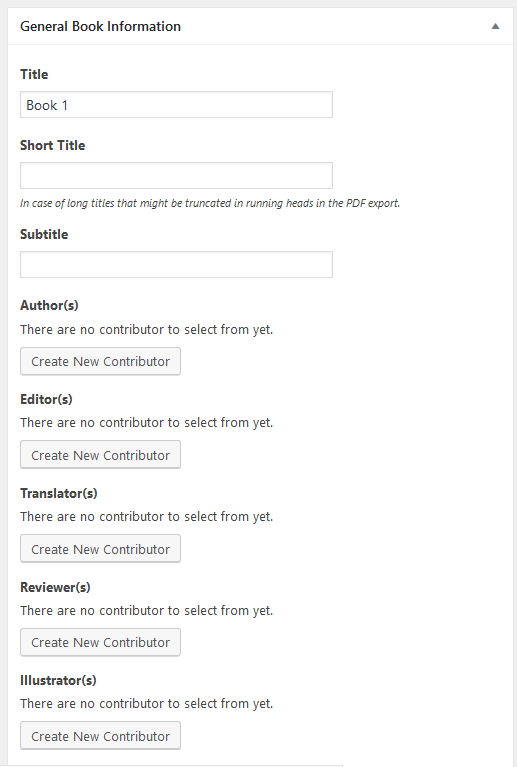 General Book Information
Title
Book 1
Short Title
In case of long titles that might be truncated in running heads in the PDF export.
Subtitle
Author(s)
There are no contributor to select from yet.
Create New Contributor
Editor(s)
There are no contributor to select from yet.
Create New Contributor
Translator(s)
There are no contributor to select from yet.
Create New Contributor
Reviewer(s)
There are no contributor to select from yet.
Create New Contributor
Illustrator(s)
There are no contributor to select from yet.
Create New Contributor